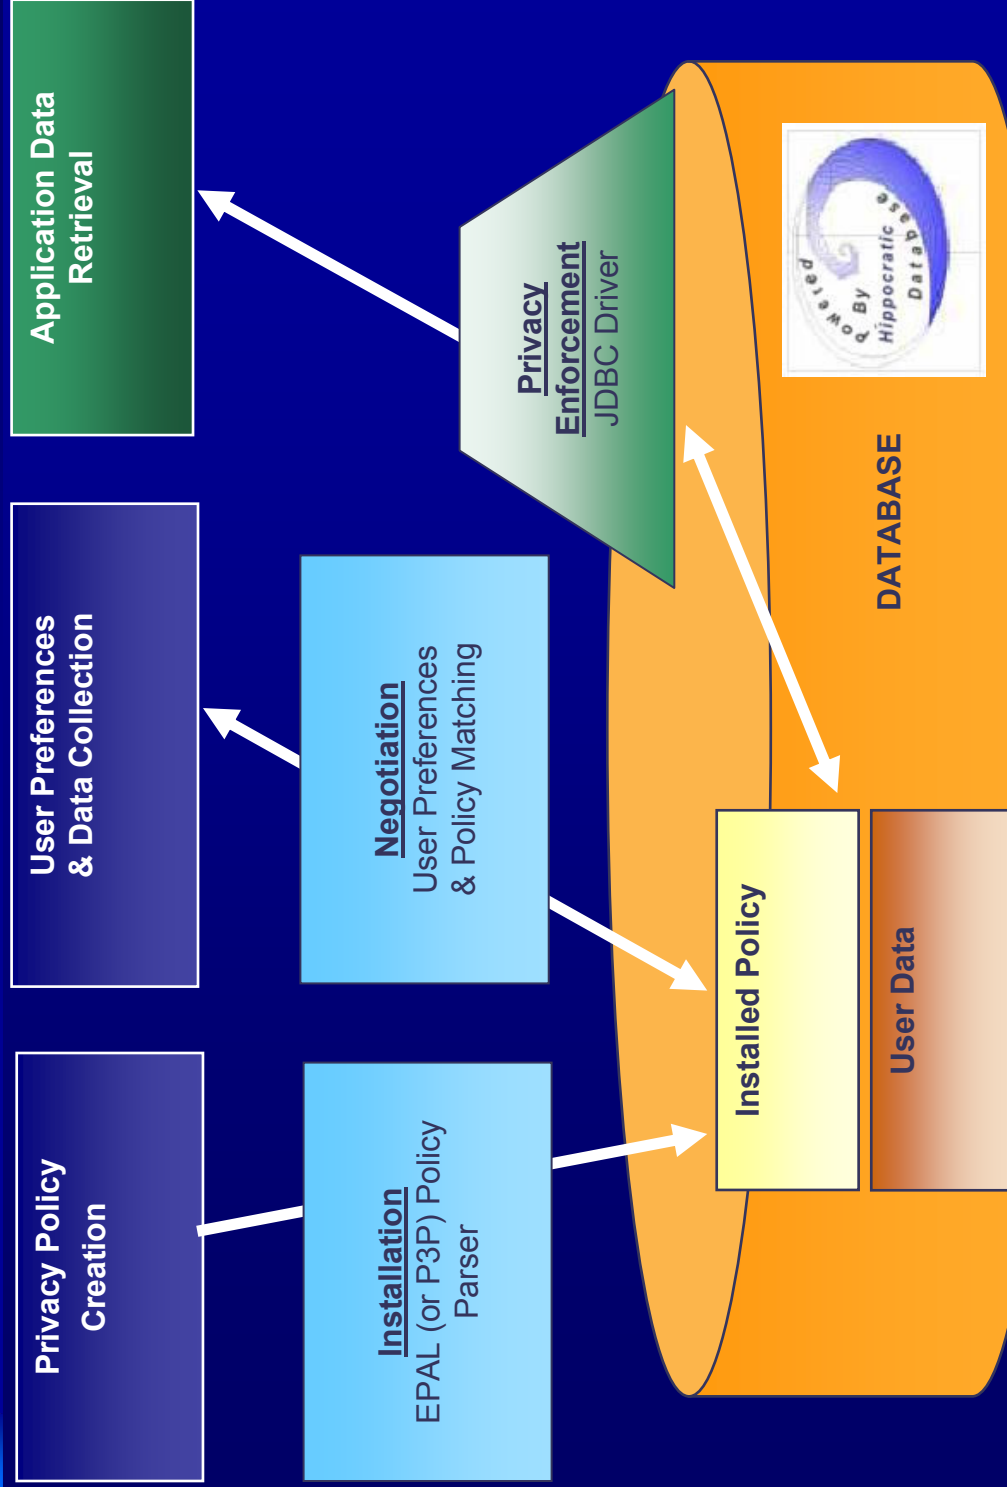 Privacy Policy
Creation
User Preferences
& Data Collection
Application Data
Retrieval
Installation
EPAL (or P3P) Policy
Parser
Negotiation
User Preferences
& Policy Matching
Privacy
Enforcement
JDBC Driver
Installed Policy
User Data
DATABASE
Powered
By
Hippocratic
Database